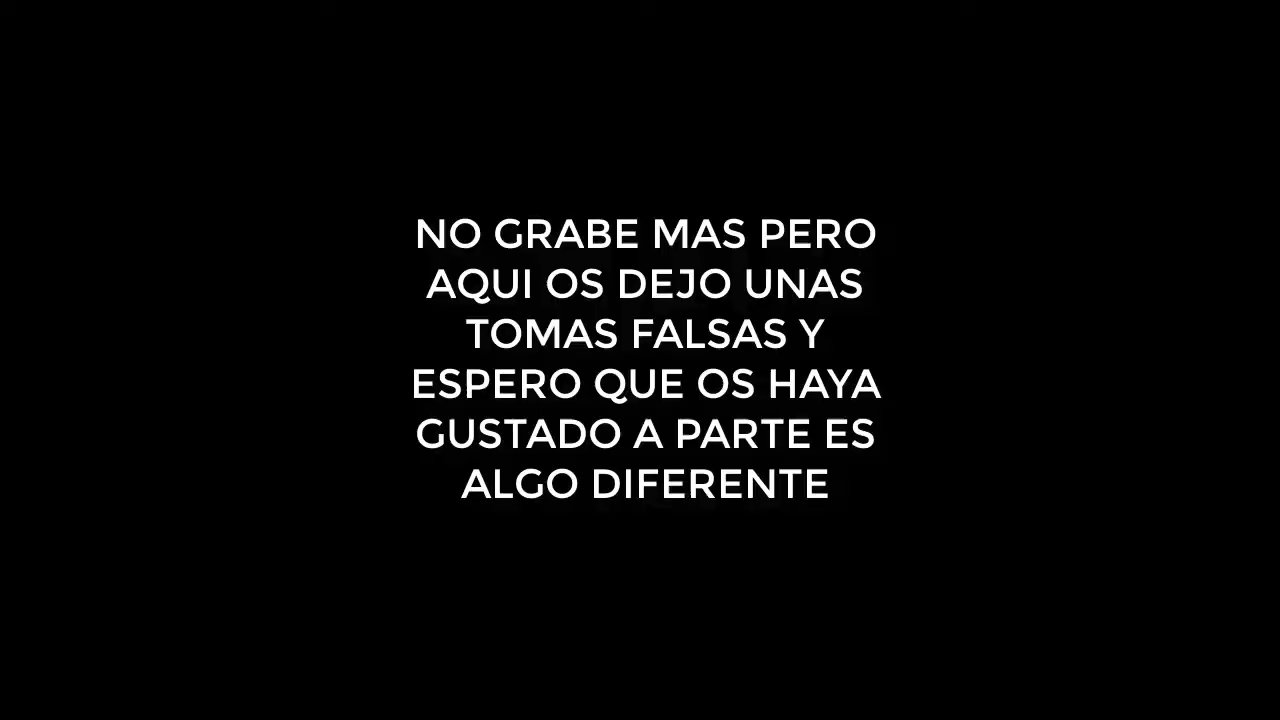 NO GRABE MAS PERO
AQUI OS DEJO UNAS
TOMAS FALSAS Y
ESPERO QUE OS HAYA
GUSTADO A PARTE ES
ALGO DIFERENTE